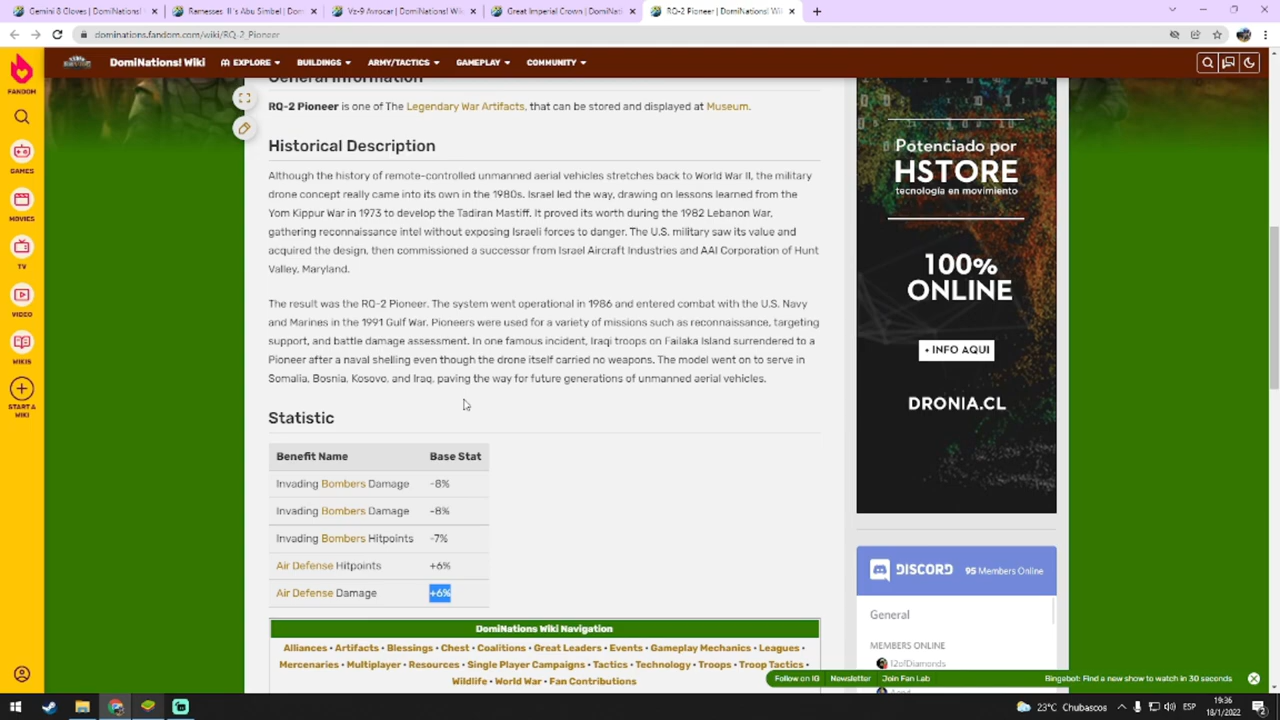 Gemini 8 Gloves | DomiNations!
Ramesses II´s Abu Simbel | Dom
Vz-9 Avrocar | DomiNations! Wik
Great Imperial Crown | DomiNati
RQ-2 Pioneer | DomiNations! Wi
dominations.fandom.com/wiki/RQ-2_Pioneer
FANDOM
GAMES
MOVIES
TV
VIDEO
WIKIS
START A
WIKI
DomiNations! Wiki
EXPLORE
BUILDINGS
ARMY/TACTICS
GAMEPLAY
COMMUNITY
General Information
RQ-2 Pioneer is one of The Legendary War Artifacts, that can be stored and displayed at Museum.
Historical Description
Although the history of remote-controlled unmanned aerial vehicles stretches back to World War II, the military
drone concept really came into its own in the 1980s. Israel led the way, drawing on lessons learned from the
Yom Kippur War in 1973 to develop the Tadiran Mastiff. It proved its worth during the 1982 Lebanon War,
gathering reconnaissance intel without exposing Israeli forces to danger. The U.S. military saw its value and
acquired the design, then commissioned a successor from Israel Aircraft Industries and AAI Corporation of Hunt
Valley, Maryland.
The result was the RQ-2 Pioneer. The system went operational in 1986 and entered combat with the U.S. Navy
and Marines in the 1991 Gulf War. Pioneers were used for a variety of missions such as reconnaissance, targeting
support, and battle damage assessment. In one famous incident, Iraqi troops on Failaka Island surrendered to a
Pioneer after a naval shelling even though the drone itself carried no weapons. The model went on to serve in
Somalia, Bosnia, Kosovo, and Iraq, paving the way for future generations of unmanned aerial vehicles.
Statistic
Benefit Name Base Stat
Invading Bombers Damage -8%
Invading Bombers Damage -8%
Invading Bombers Hitpoints -7%
Air Defense Hitpoints +6%
Air Defense Damage +6%
DomiNations Wiki Navigation
Alliances • Artifacts • Blessings • Chest • Coalitions • Great Leaders • Events • Gameplay Mechanics • Leagues •
Mercenaries • Multiplayer • Resources • Single Player Campaigns • Tactics • Technology • Troops • Troop Tactics •
Wildlife • World War • Fan Contributions
Potenciado por
HSTORE
tecnología en movimiento
100%
ONLINE
+ INFO AQUI
DRONIA.CL
DISCORD 95 Members Online
General
MEMBERS ONLINE
12ofDiamonds
Follow on IG
Newsletter
Join Fan Lab
Bingebot: Find a new show to watch in 30 seconds
23°C Chubascos
ESP
19:36
18/1/2022
2